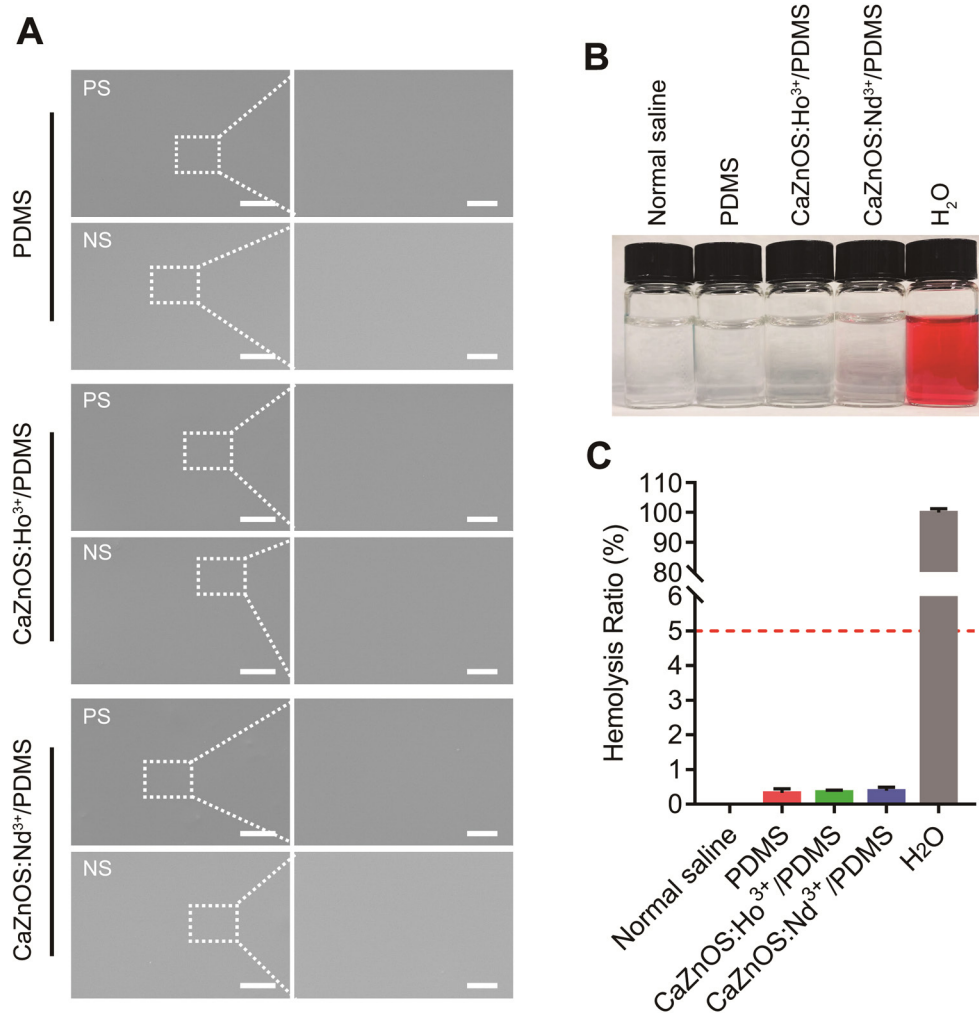 A
PDMS
PS
NS
CaZnOS:Ho³⁺/PDMS
PS
NS
CaZnOS:Nd³⁺/PDMS
PS
NS
B
Normal saline
PDMS
CaZnOS:Ho³⁺/PDMS
CaZnOS:Nd³⁺/PDMS
H₂O
C
Hemolysis Ratio (%)
110
100
90
80
6
5
4
3
2
1
0
Normal saline
PDMS
CaZnOS:Ho³⁺/PDMS
CaZnOS:Nd³⁺/PDMS
H2O